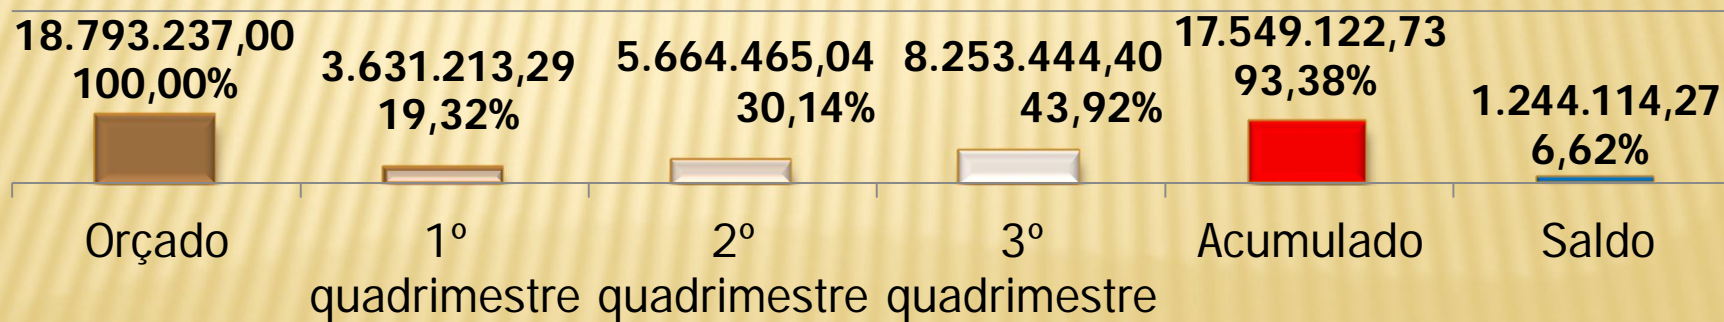 18.793.237,00
100,00%
3.631.213,29
19,32%
5.664.465,04
30,14%
8.253.444,40
43,92%
17.549.122,73
93,38%
1.244.114,27
6,62%
Orçado
1º
quadrimestre
2º
quadrimestre
3º
quadrimestre
Acumulado
Saldo